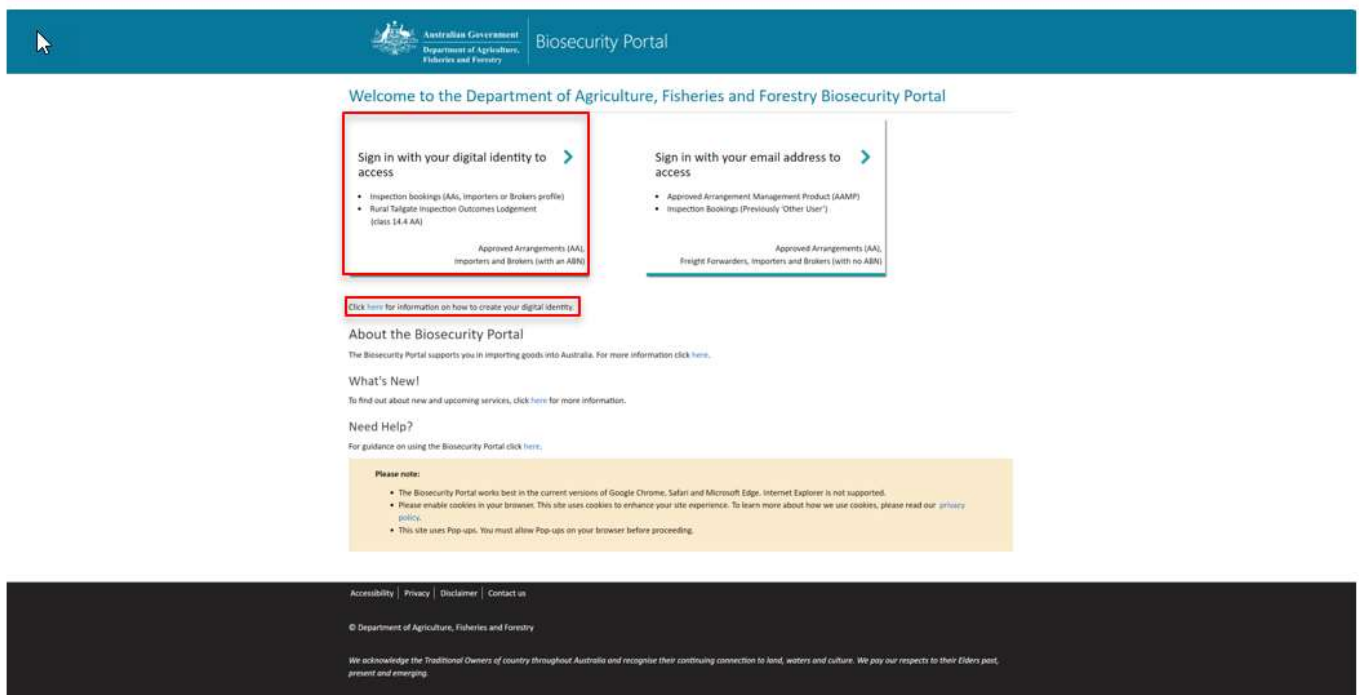 Australian Government
Department of Agriculture,
Fisheries and Forestry
Biosecurity Portal
Welcome to the Department of Agriculture, Fisheries and Forestry Biosecurity Portal
Sign in with your digital identity to
access
• Inspection bookings (AAs, Importers or Brokers profile)
• Rural Tailgate Inspection Outcomes Lodgement
(class 14.4 AA)
Approved Arrangements (AA),
Importers and Brokers (with an ABN)
Sign in with your email address to
access
• Approved Arrangement Management Product (AAMP)
• Inspection Bookings (Previously 'Other User')
Approved Arrangements (AA),
Freight Forwarders, Importers and Brokers (with no ABN)
Click here for information on how to create your digital identity.
About the Biosecurity Portal
The Biosecurity Portal supports you in importing goods into Australia. For more information click here.
What's New!
To find out about new and upcoming services, click here for more information.
Need Help?
For guidance on using the Biosecurity Portal click here.
Please note:
• The Biosecurity Portal works best in the current versions of Google Chrome, Safari and Microsoft Edge. Internet Explorer is not supported.
• Please enable cookies in your browser. This site uses cookies to enhance your site experience. To learn more about how we use cookies, please read our privacy
policy.
• This site uses Pop-ups. You must allow Pop-ups on your browser before proceeding.
Accessibility | Privacy | Disclaimer | Contact us
© Department of Agriculture, Fisheries and Forestry
We acknowledge the Traditional Owners of country throughout Australia and recognise their continuing connection to land, waters and culture. We pay our respects to their Elders past,
present and emerging.